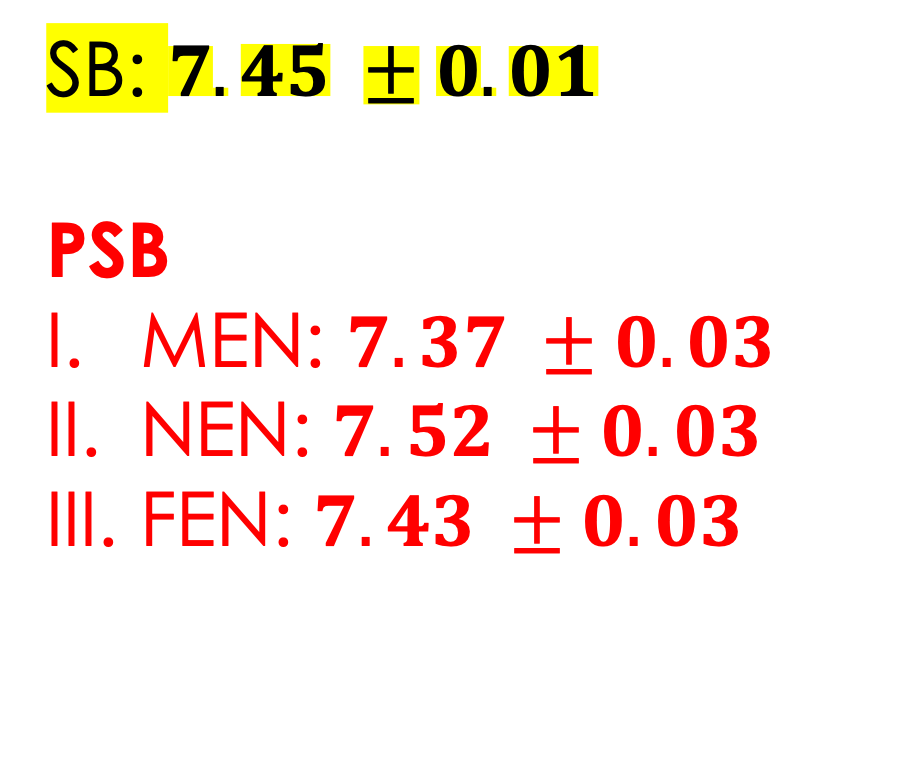 SB: 7.45 ± 0.01
PSB
I. MEN: 7.37 ± 0.03
II. NEN: 7.52 ± 0.03
III. FEN: 7.43 ± 0.03